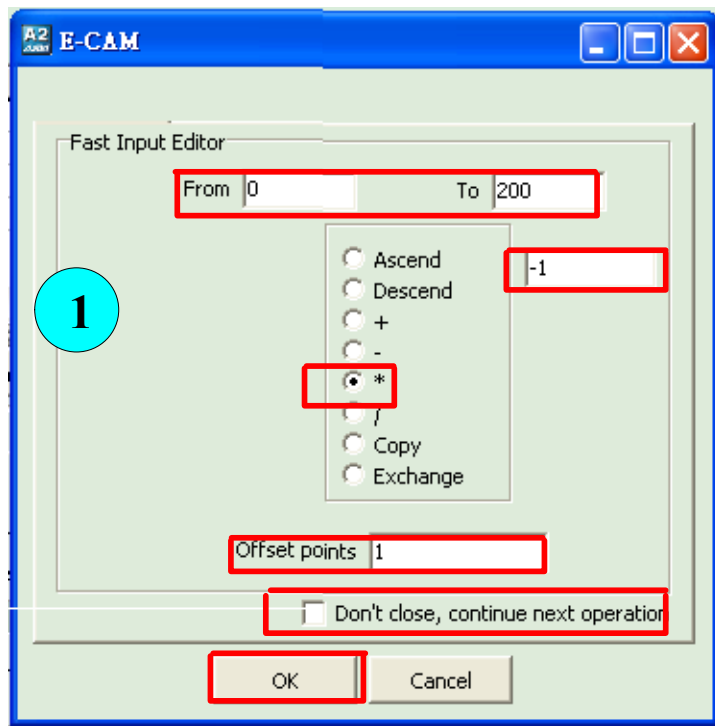 A2 E-CAM
Fast Input Editor
From 0 To 200
Ascend -1
Descend
+
-
*
/
Copy
Exchange
1
Offset points 1
Don't close, continue next operation
OK Cancel